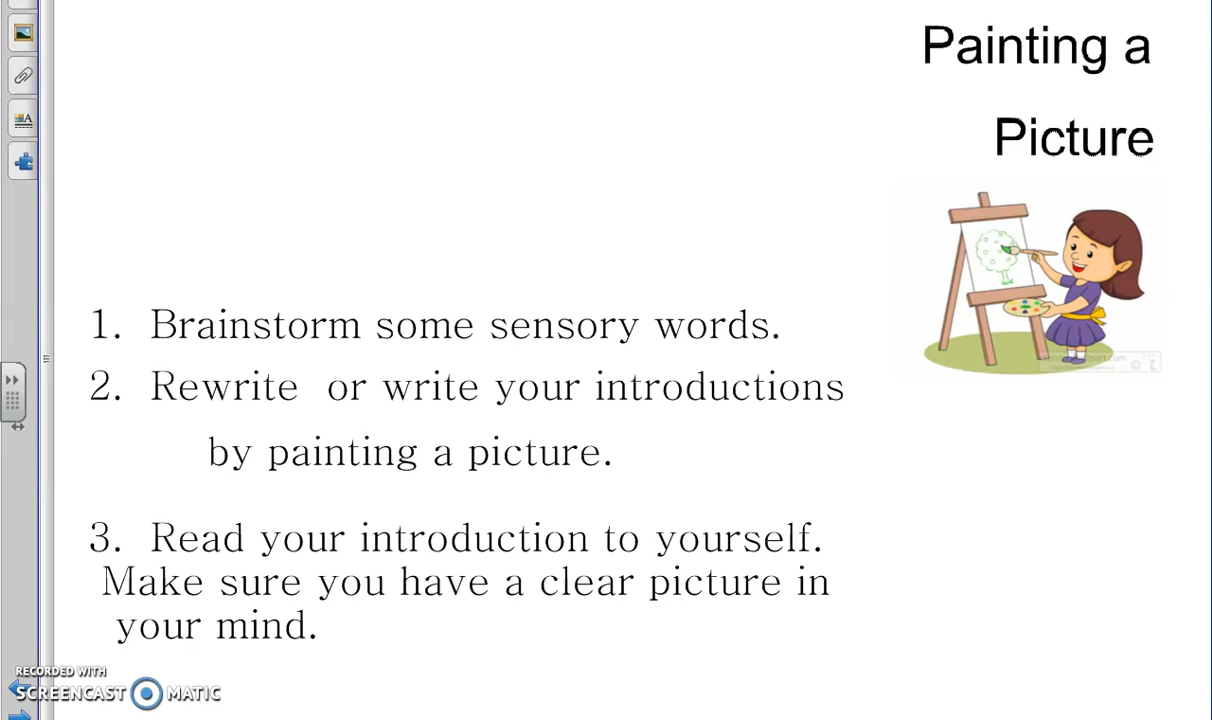 Painting a
Picture
1. Brainstorm some sensory words.
2. Rewrite or write your introductions
by painting a picture.
3. Read your introduction to yourself.
Make sure you have a clear picture in
your mind.
RECORDED WITH
SCREENCAST MATIC